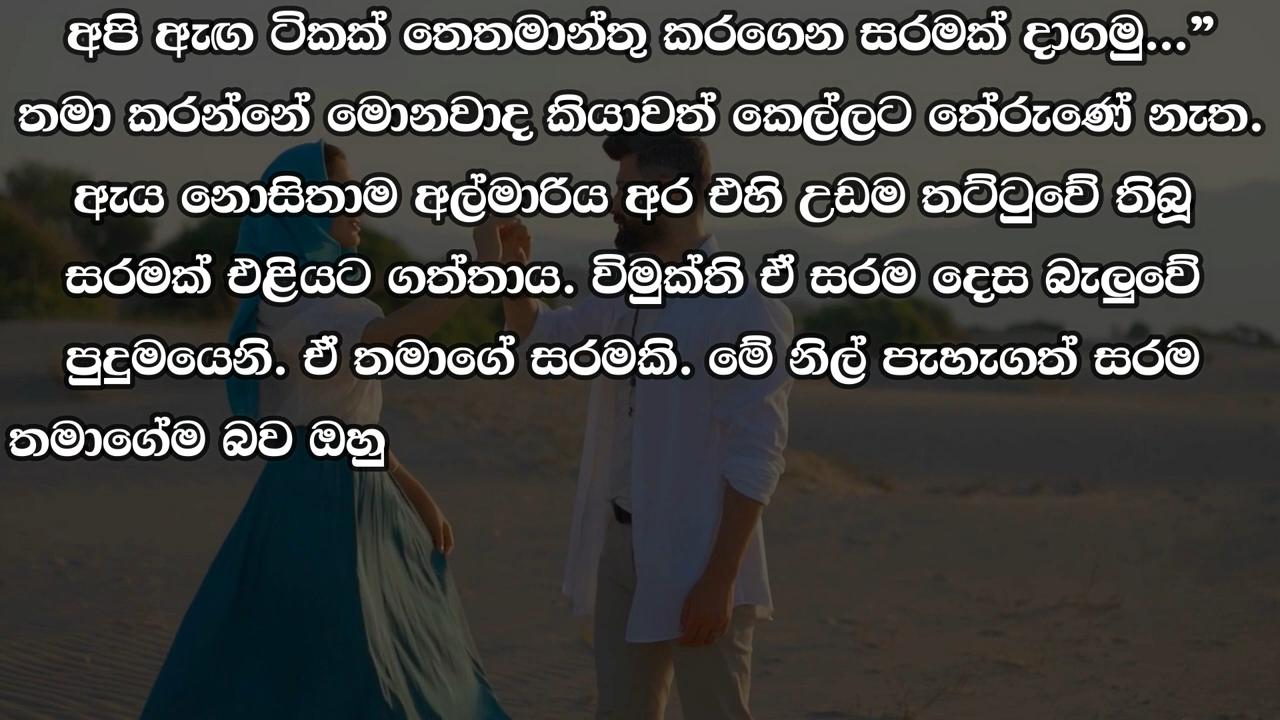 අපි ඇඟ ටිකක් තෙතමාන්තු කරගෙන සරමක් දාගමු...”
තමා කරන්නේ මොනවාද කියාවත් කෙල්ලට තේරුණේ නැත.
ඇය නොසිතාම අල්මාරිය අර එහි උඩම තට්ටුවේ තිබූ
සරමක් එළියට ගත්තාය. විමුක්ති ඒ සරම දෙස බැලුවේ
පුදුමයෙනි. ඒ තමාගේ සරමකි. මේ නිල් පැහැගත් සරම
තමාගේම බව ඔහු